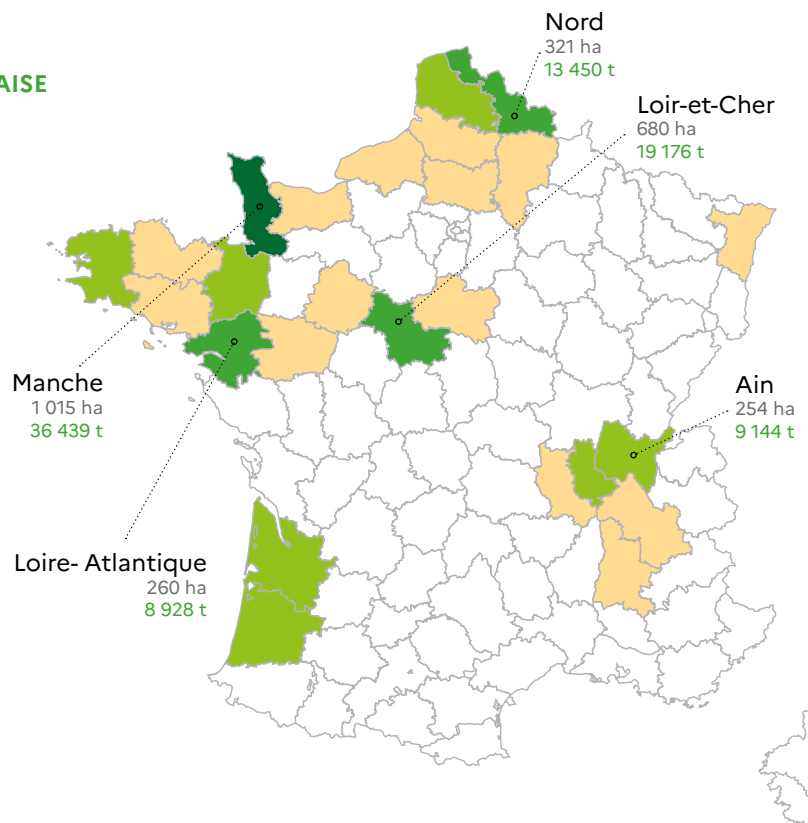 AISE
Nord
321 ha
13 450 t
Loir-et-Cher
680 ha
19 176 t
Manche
1 015 ha
36 439 t
Ain
254 ha
9 144 t
Loire- Atlantique
260 ha
8 928 t